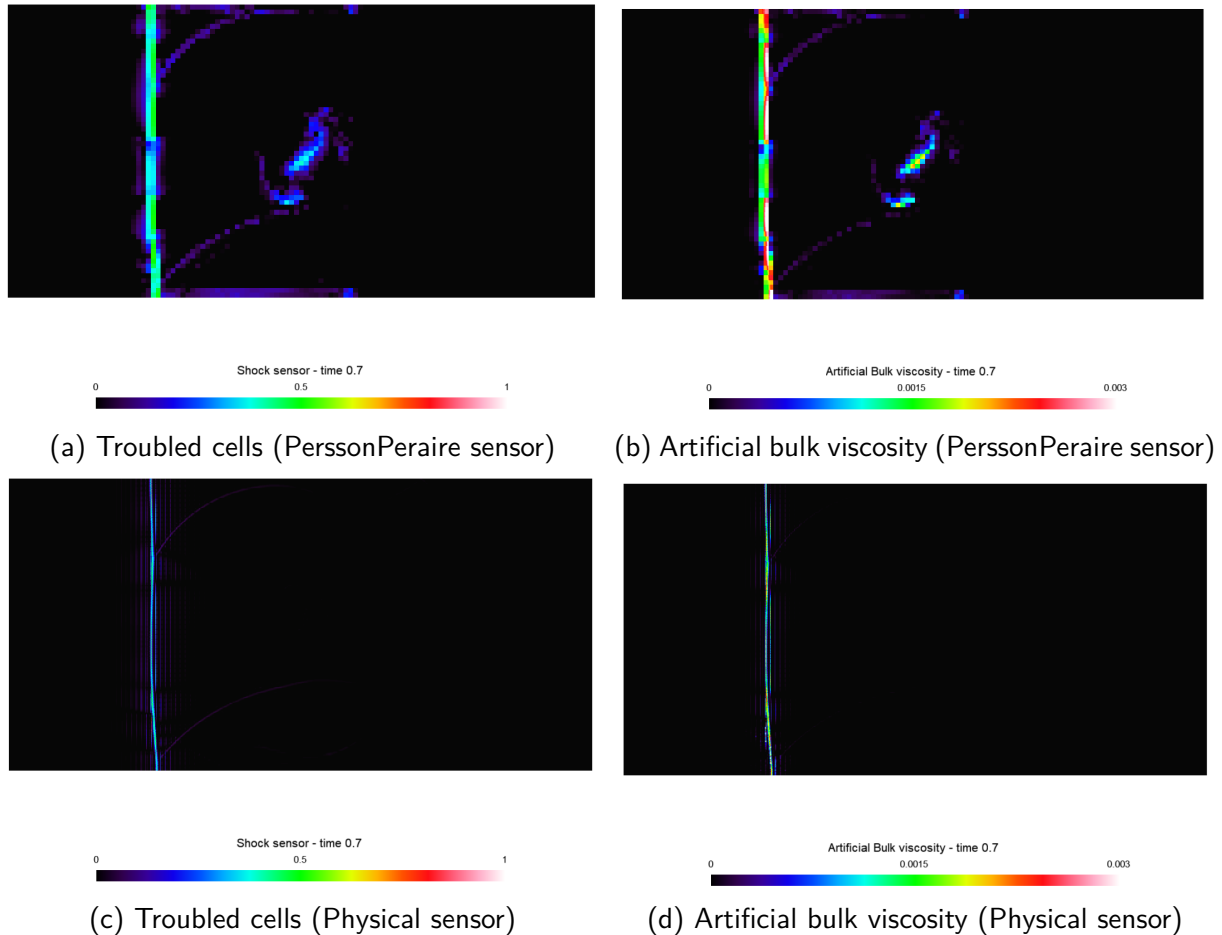 Shock sensor - time 0.7
0 0.5 1
Artificial Bulk viscosity - time 0.7
0 0.0015 0.003
(a) Troubled cells (PerssonPeraire sensor)
(b) Artificial bulk viscosity (PerssonPeraire sensor)
Shock sensor - time 0.7
0 0.5 1
Artificial Bulk viscosity - time 0.7
0 0.0015 0.003
(c) Troubled cells (Physical sensor)
(d) Artificial bulk viscosity (Physical sensor)